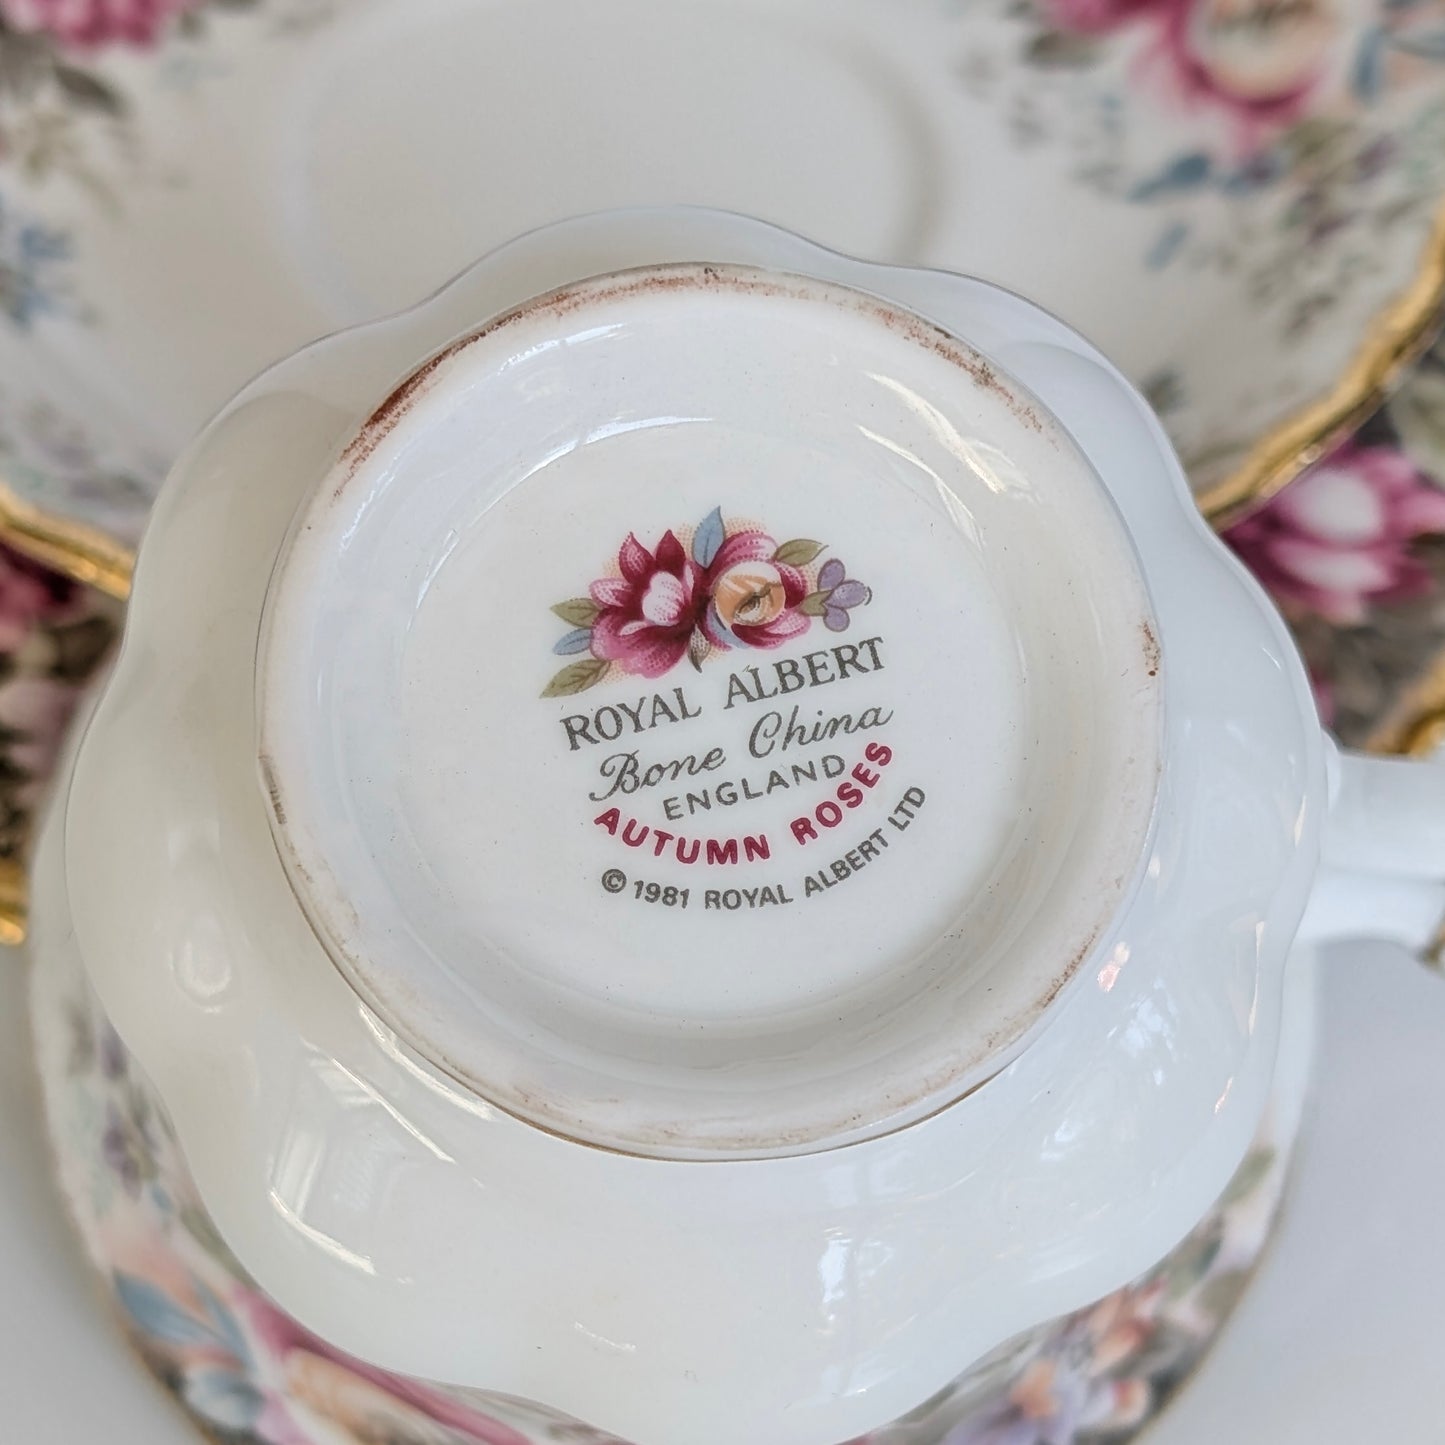 ROYAL ALBERT
Bone China
ENGLAND
AUTUMN ROSES
© 1981 ROYAL ALBERT LTD